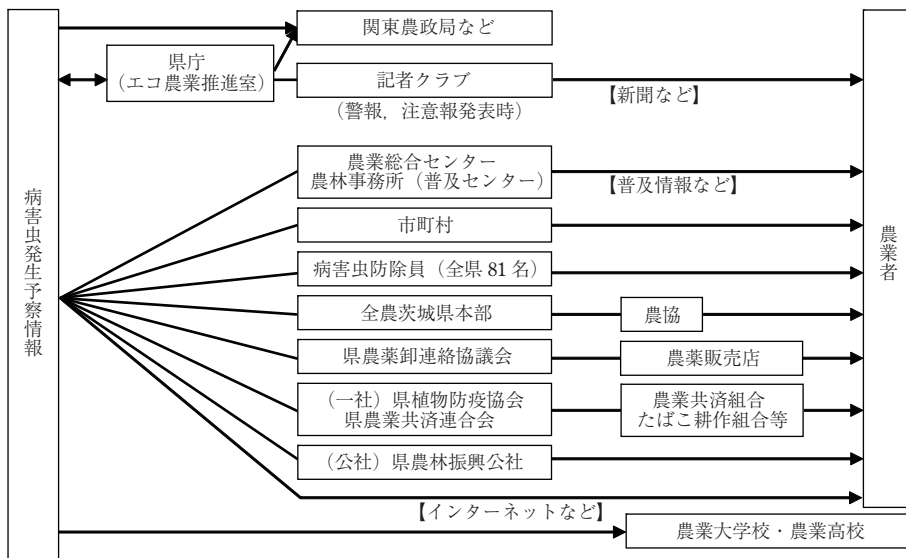 関東農政局など
県庁
（エコ農業推進室）
記者クラブ
（警報，注意報発表時）
【新聞など】
農業総合センター
農林事務所（普及センター）
【普及情報など】
市町村
病害虫発生予察情報
農業者
病害虫防除員（全県 81 名）
全農茨城県本部
農協
県農薬卸連絡協議会
農薬販売店
（一社）県植物防疫協会
県農業共済連合会
農業共済組合
たばこ耕作組合等
（公社）県農林振興公社
【インターネットなど】
農業大学校・農業高校